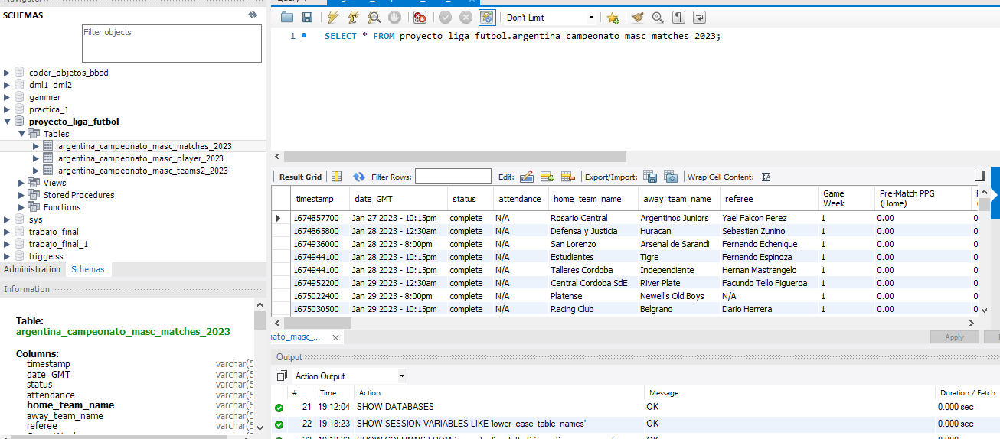 SCHEMAS
Filter objects
coder_objetos_bbdd
dml1_dml2
gammer
practica_1
proyecto_liga_futbol
Tables
argentina_campeonato_masc_matches_2023
argentina_campeonato_masc_player_2023
argentina_campeonato_masc_teams2_2023
Views
Stored Procedures
Functions
sys
trabajo_final
trabajo_final_1
triggerss
Administration Schemas
Information
Table:
argentina_campeonato_masc_matches_2023
Columns:
timestamp varchar(5
date_GMT varchar(5
status varchar(5
attendance varchar(5
home_team_name varchar(5
away_team_name varchar(5
referee varchar(5
Don't Limit
1 SELECT * FROM proyecto_liga_futbol.argentina_campeonato_masc_matches_2023;
Result Grid Filter Rows: Edit: Export/Import: Wrap Cell Content:
timestamp date_GMT status attendance home_team_name away_team_name referee Game Week Pre-Match PPG (Home)
1674857700 Jan 27 2023 - 10:15pm complete N/A Rosario Central Argentinos Juniors Yael Falcon Perez 1 0.00 0
1674865800 Jan 28 2023 - 12:30am complete N/A Defensa y Justicia Huracan Sebastian Zunino 1 0.00 0
1674936000 Jan 28 2023 - 8:00pm complete N/A San Lorenzo Arsenal de Sarandi Fernando Echenique 1 0.00 0
1674944100 Jan 28 2023 - 10:15pm complete N/A Estudiantes Tigre Fernando Espinoza 1 0.00 0
1674944100 Jan 28 2023 - 10:15pm complete N/A Talleres Cordoba Independiente Hernan Mastrangelo 1 0.00 0
1674952200 Jan 29 2023 - 12:30am complete N/A Central Cordoba SdE River Plate Facundo Tello Figueroa 1 0.00 0
1675022400 Jan 29 2023 - 8:00pm complete N/A Platense Newell's Old Boys N/A 1 0.00 0
1675030500 Jan 29 2023 - 10:15pm complete N/A Racing Club Belgrano Dario Herrera 1 0.00 0
nato_masc_... Apply
Output
Action Output
# Time Action Message Duration / Fetch
21 19:12:04 SHOW DATABASES OK 0.000 sec
22 19:18:23 SHOW SESSION VARIABLES LIKE 'lower_case_table_names' OK 0.000 sec